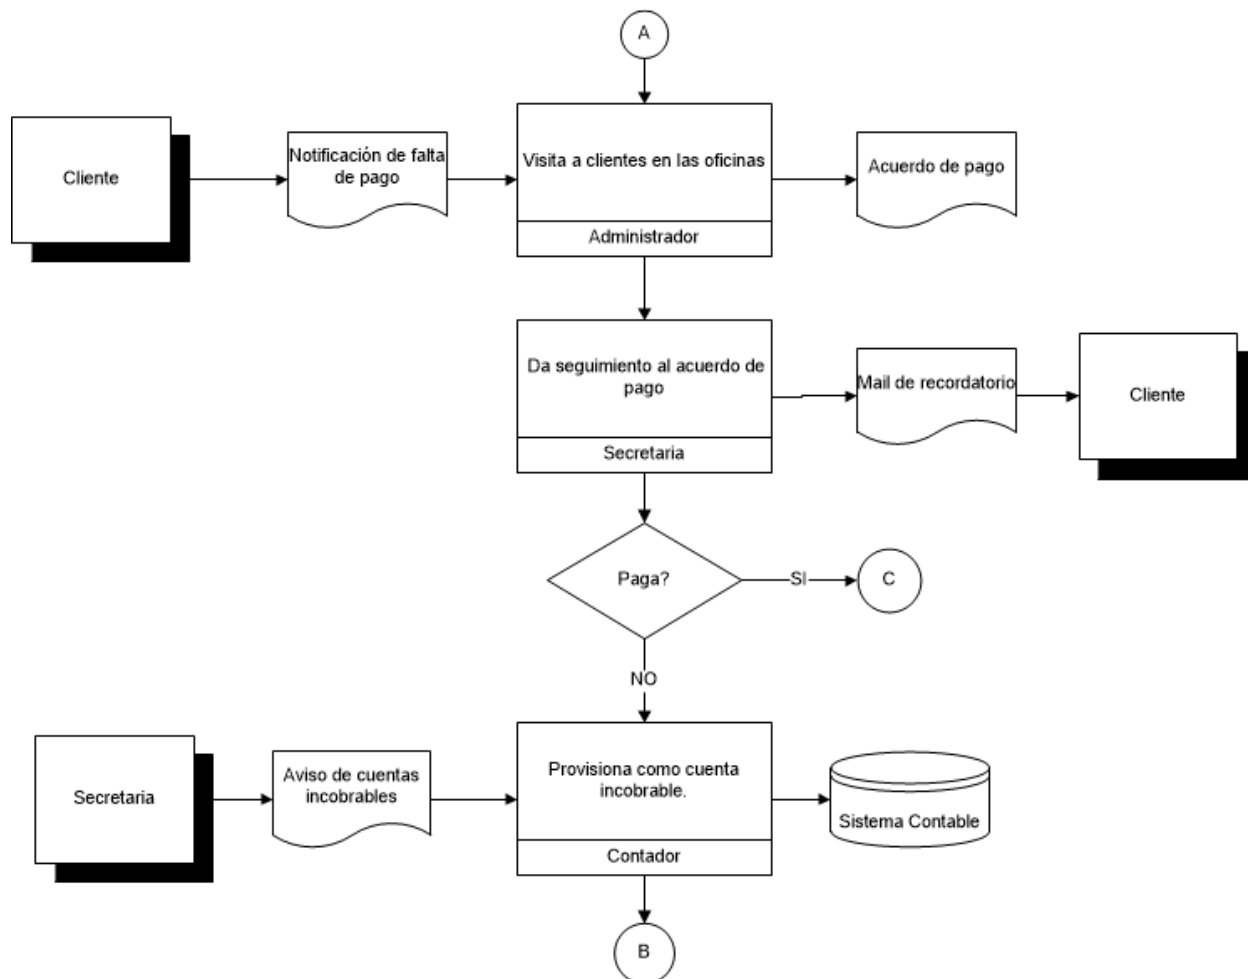 A
Cliente
Notificación de falta
de pago
Visita a clientes en las oficinas
Administrador
Acuerdo de pago
Da seguimiento al acuerdo de
pago
Secretaria
Mail de recordatorio
Cliente
Paga?
SI
C
NO
Secretaria
Aviso de cuentas
incobrables
Provisiona como cuenta
incobrable.
Contador
Sistema Contable
B